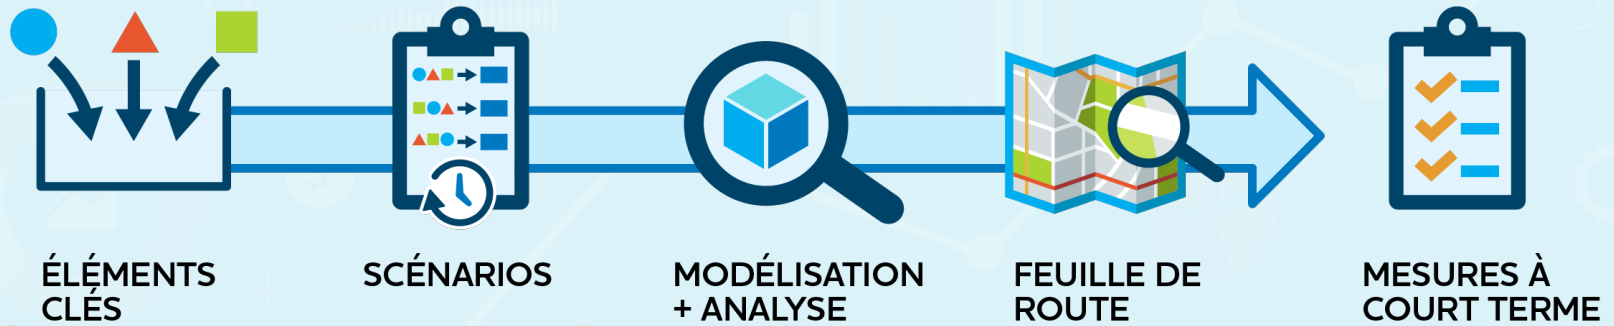 ÉLÉMENTS
CLÉS
SCÉNARIOS
MODÉLISATION
+ ANALYSE
FEUILLE DE
ROUTE
MESURES À
COURT TERME